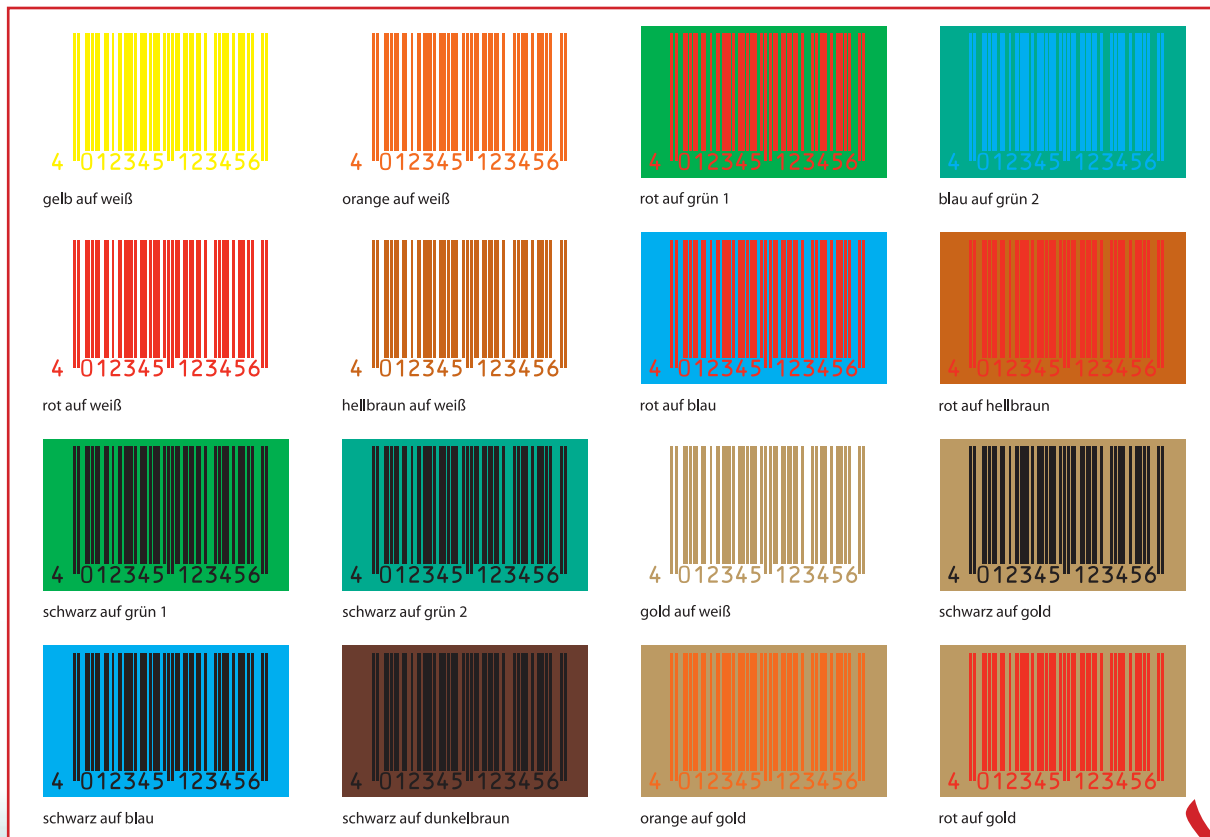 4 012345 123456
gelb auf weiß
4 012345 123456
orange auf weiß
4 012345 123456
rot auf grün 1
4 012345 123456
blau auf grün 2
4 012345 123456
rot auf weiß
4 012345 123456
hellbraun auf weiß
4 012345 123456
rot auf blau
4 012345 123456
rot auf hellbraun
4 012345 123456
schwarz auf grün 1
4 012345 123456
schwarz auf grün 2
4 012345 123456
gold auf weiß
4 012345 123456
schwarz auf gold
4 012345 123456
schwarz auf blau
4 012345 123456
schwarz auf dunkelbraun
4 012345 123456
orange auf gold
4 012345 123456
rot auf gold